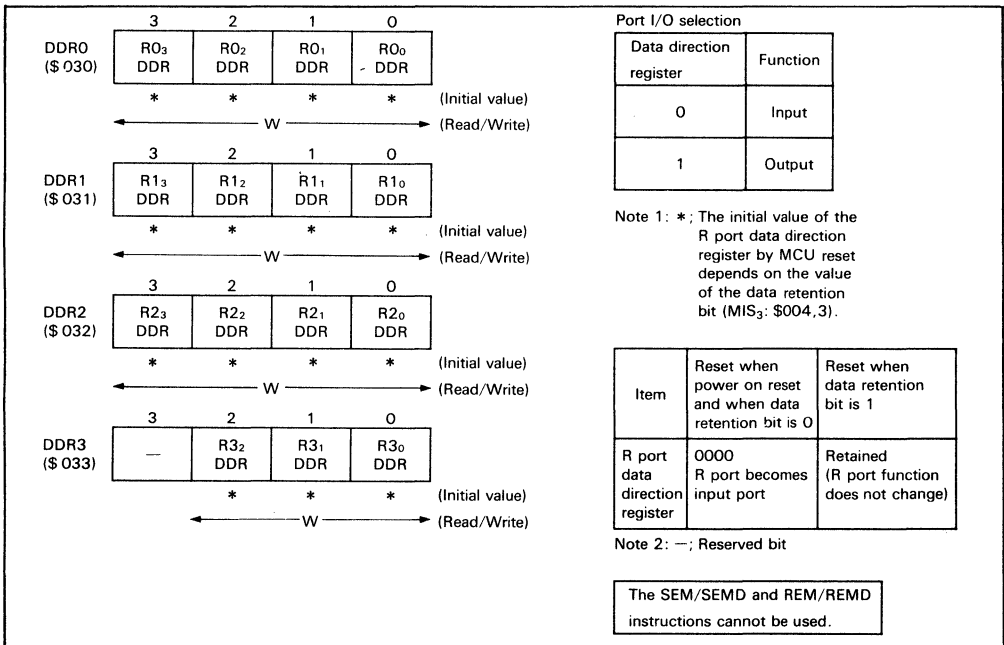 3 2 1 0
DDR0 ($030) R0₃ DDR R0₂ DDR R0₁ DDR R0₀ DDR
* * * * (Initial value)
W (Read/Write)
3 2 1 0
DDR1 ($031) R1₃ DDR R1₂ DDR R1₁ DDR R1₀ DDR
* * * * (Initial value)
W (Read/Write)
3 2 1 0
DDR2 ($032) R2₃ DDR R2₂ DDR R2₁ DDR R2₀ DDR
* * * * (Initial value)
W (Read/Write)
3 2 1 0
DDR3 ($033) — R3₂ DDR R3₁ DDR R3₀ DDR
* * * (Initial value)
W (Read/Write)
Port I/O selection
Data direction register Function
0 Input
1 Output
Note 1: *; The initial value of the
R port data direction
register by MCU reset
depends on the value
of the data retention
bit (MIS₃: $004,3).
Item
Reset when
power on reset
and when data
retention bit is 0
Reset when
data retention
bit is 1
R port
data
direction
register
0000
R port becomes
input port
Retained
(R port function
does not change)
Note 2: —; Reserved bit
The SEM/SEMD and REM/REMD
instructions cannot be used.